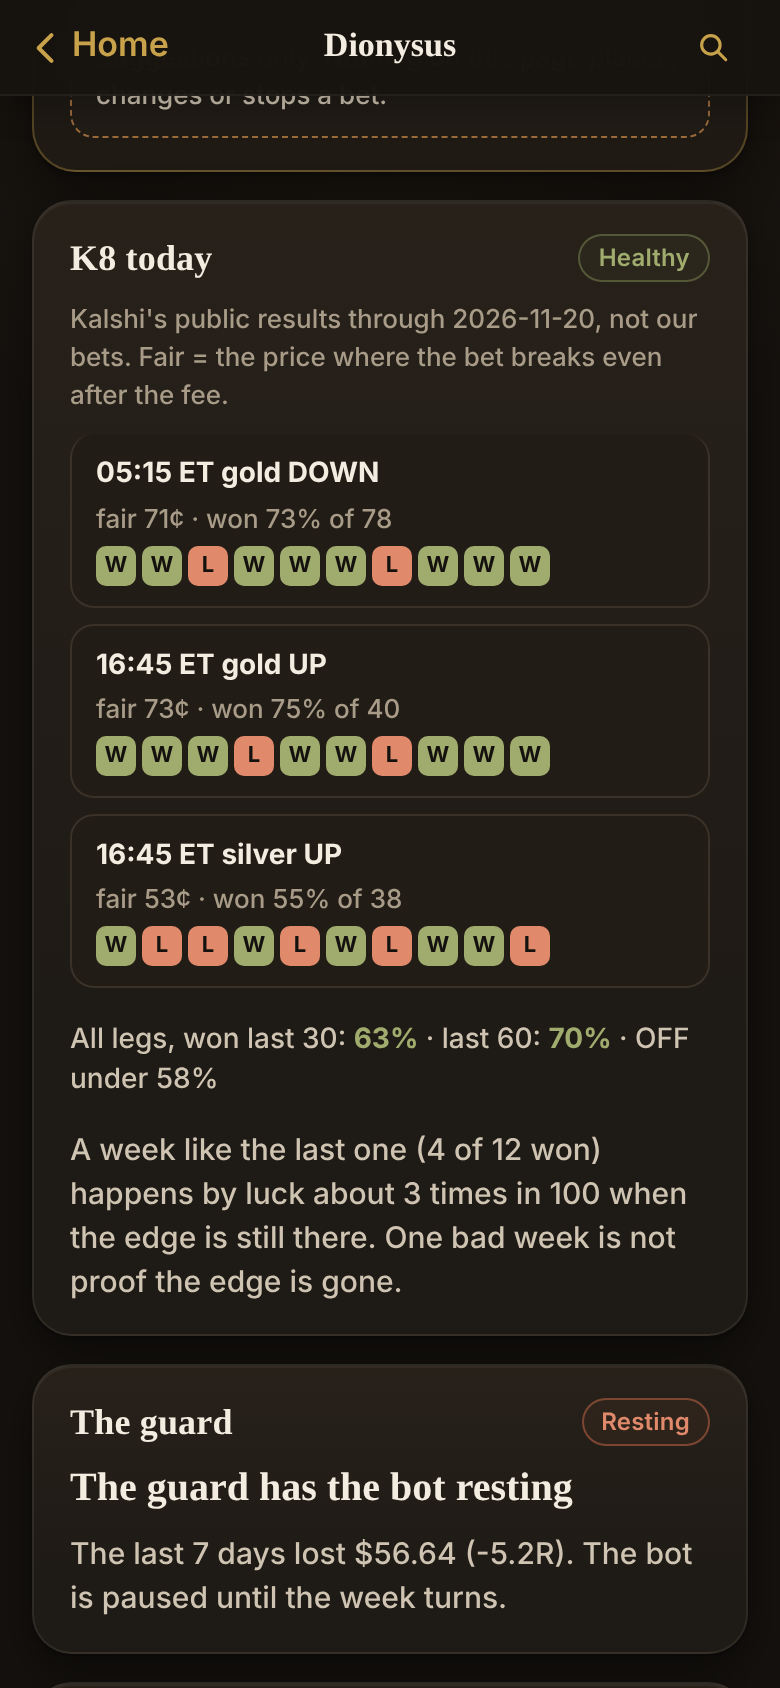 Home
Dionysus
changes or stops a bet.
K8 today
Healthy
Kalshi's public results through 2026-11-20, not our
bets. Fair = the price where the bet breaks even
after the fee.
05:15 ET gold DOWN
fair 71¢ · won 73% of 78
W W L W W W L W W W
16:45 ET gold UP
fair 73¢ · won 75% of 40
W W W L W W L W W W
16:45 ET silver UP
fair 53¢ · won 55% of 38
W L L W L W L W W L
All legs, won last 30: 63% · last 60: 70% · OFF
under 58%
A week like the last one (4 of 12 won)
happens by luck about 3 times in 100 when
the edge is still there. One bad week is not
proof the edge is gone.
The guard
Resting
The guard has the bot resting
The last 7 days lost $56.64 (-5.2R). The bot
is paused until the week turns.